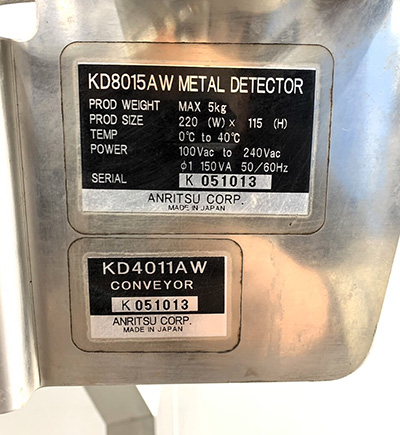 KD8015AW METAL DETECTOR
PROD WEIGHT MAX 5kg
PROD SIZE 220 (W)× 115 (H)
TEMP 0℃ to 40℃
POWER 100Vac to 240Vac
φ1 150VA 50/60Hz
SERIAL K 051013
ANRITSU CORP.
MADE IN JAPAN
KD4011AW
CONVEYOR
K 051013
ANRITSU CORP.
MADE IN JAPAN